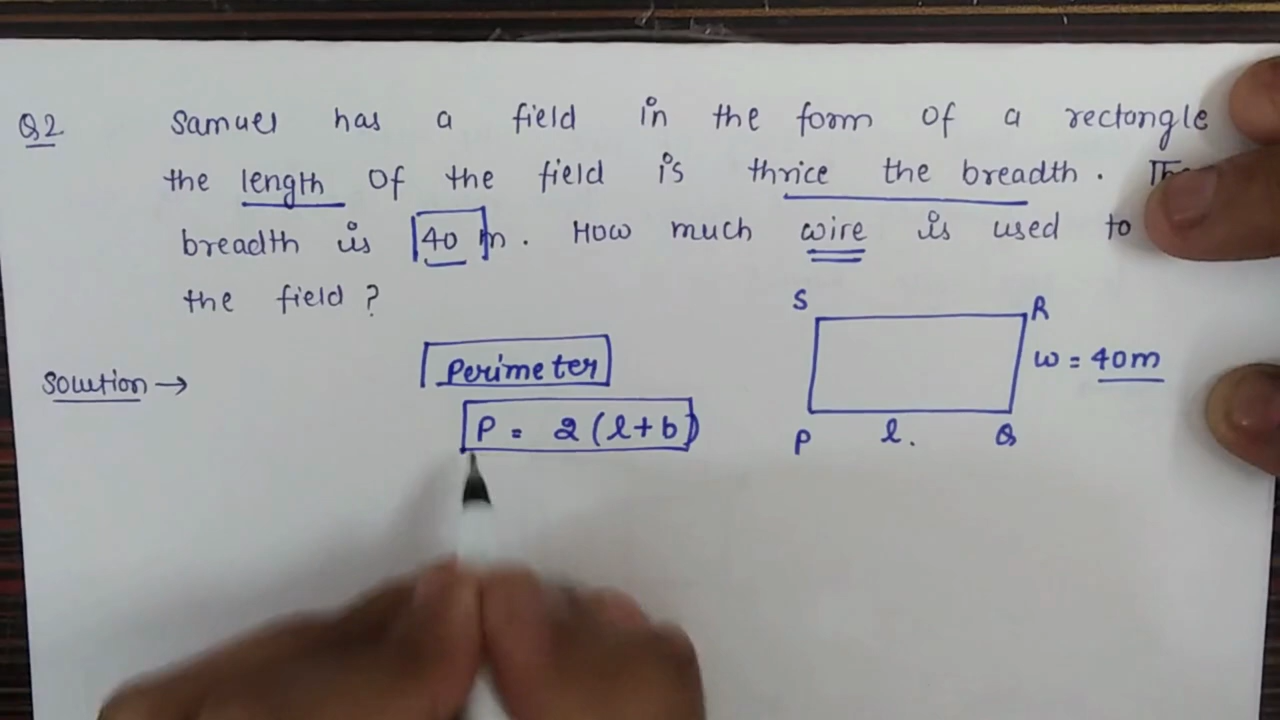 Q2 Samuel has a field in the form of a rectangle
the length of the field is thrice the breadth.
breadth is 40 m. How much wire is used to
the field?
S R
Perimeter
w = 40m
Solution →
P = 2(l+b)
P l. Q